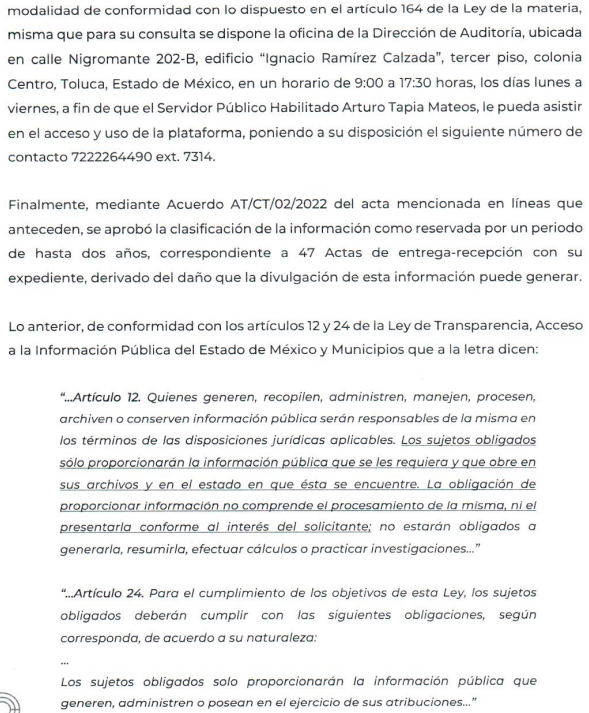 modalidad de conformidad con lo dispuesto en el artículo 164 de la Ley de la materia,
misma que para su consulta se dispone la oficina de la Dirección de Auditoría, ubicada
en calle Nigromante 202-B, edificio “Ignacio Ramírez Calzada”, tercer piso, colonia
Centro, Toluca, Estado de México, en un horario de 9:00 a 17:30 horas, los días lunes a
viernes, a fin de que el Servidor Público Habilitado Arturo Tapia Mateos, le pueda asistir
en el acceso y uso de la plataforma, poniendo a su disposición el siguiente número de
contacto 7222264490 ext. 7314.
Finalmente, mediante Acuerdo AT/CT/02/2022 del acta mencionada en líneas que
anteceden, se aprobó la clasificación de la información como reservada por un periodo
de hasta dos años, correspondiente a 47 Actas de entrega-recepción con su
expediente, derivado del daño que la divulgación de esta información puede generar.
Lo anterior, de conformidad con los artículos 12 y 24 de la Ley de Transparencia, Acceso
a la Información Pública del Estado de México y Municipios que a la letra dicen:
“...Artículo 12. Quienes generen, recopilen, administren, manejen, procesen,
archiven o conserven información pública serán responsables de la misma en
los términos de las disposiciones jurídicas aplicables. Los sujetos obligados
sólo proporcionarán la información pública que se les requiera y que obre en
sus archivos y en el estado en que ésta se encuentre. La obligación de
proporcionar información no comprende el procesamiento de la misma, ni el
presentarla conforme al interés del solicitante; no estarán obligados a
generarla, resumirla, efectuar cálculos o practicar investigaciones...”
“...Artículo 24. Para el cumplimiento de los objetivos de esta Ley, los sujetos
obligados deberán cumplir con las siguientes obligaciones, según
corresponda, de acuerdo a su naturaleza:
...
Los sujetos obligados solo proporcionarán la información pública que
generen, administren o posean en el ejercicio de sus atribuciones...”